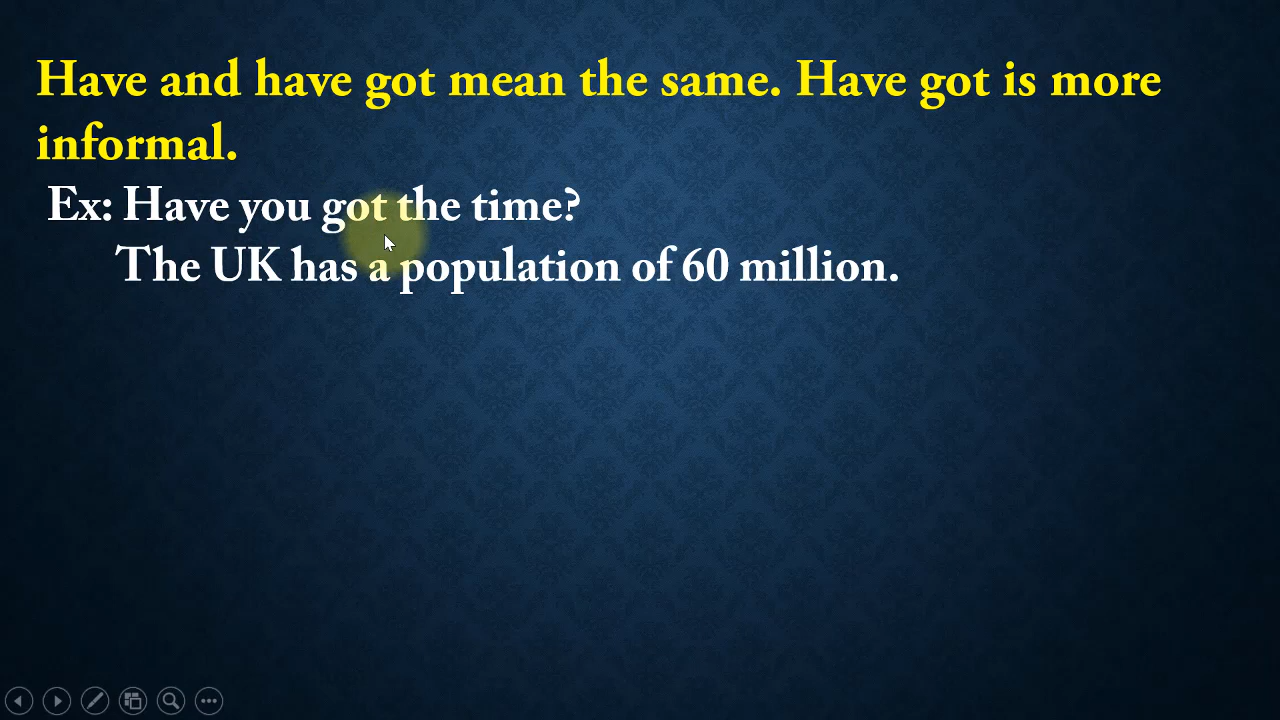 Have and have got mean the same. Have got is more
informal.
Ex: Have you got the time?
The UK has a population of 60 million.